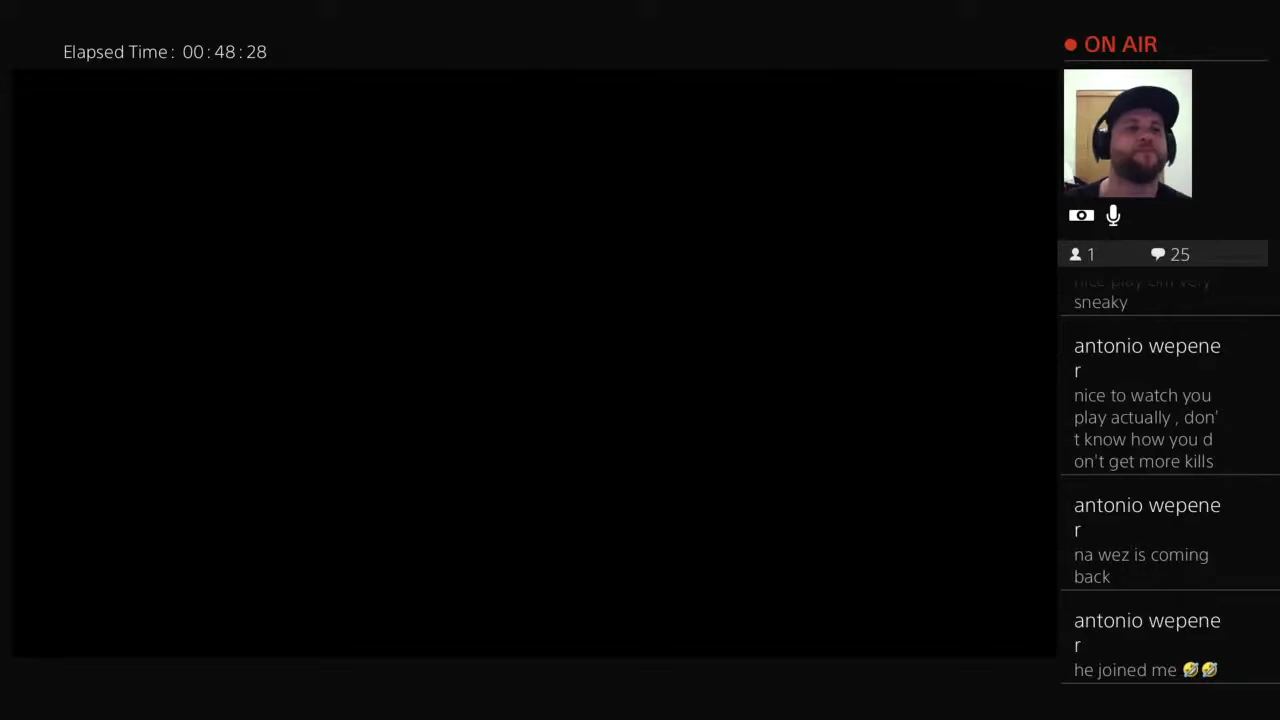 Elapsed Time: 00:48:28
ON AIR
1
25
sneaky
antonio wepene
r
nice to watch you
play actually , don'
t know how you d
on't get more kills
antonio wepene
r
na wez is coming
back
antonio wepene
r
he joined me 🤣🤣